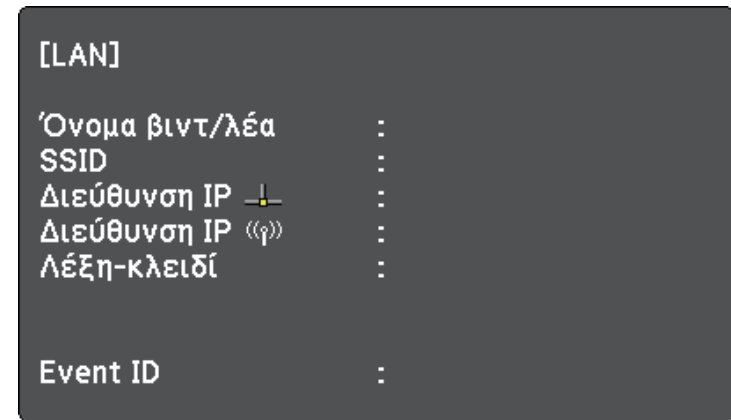 [LAN]
Όνομα βιντ/λέα :
SSID :
Διεύθυνση IP :
Διεύθυνση IP :
Λέξη-κλειδί :
Event ID :